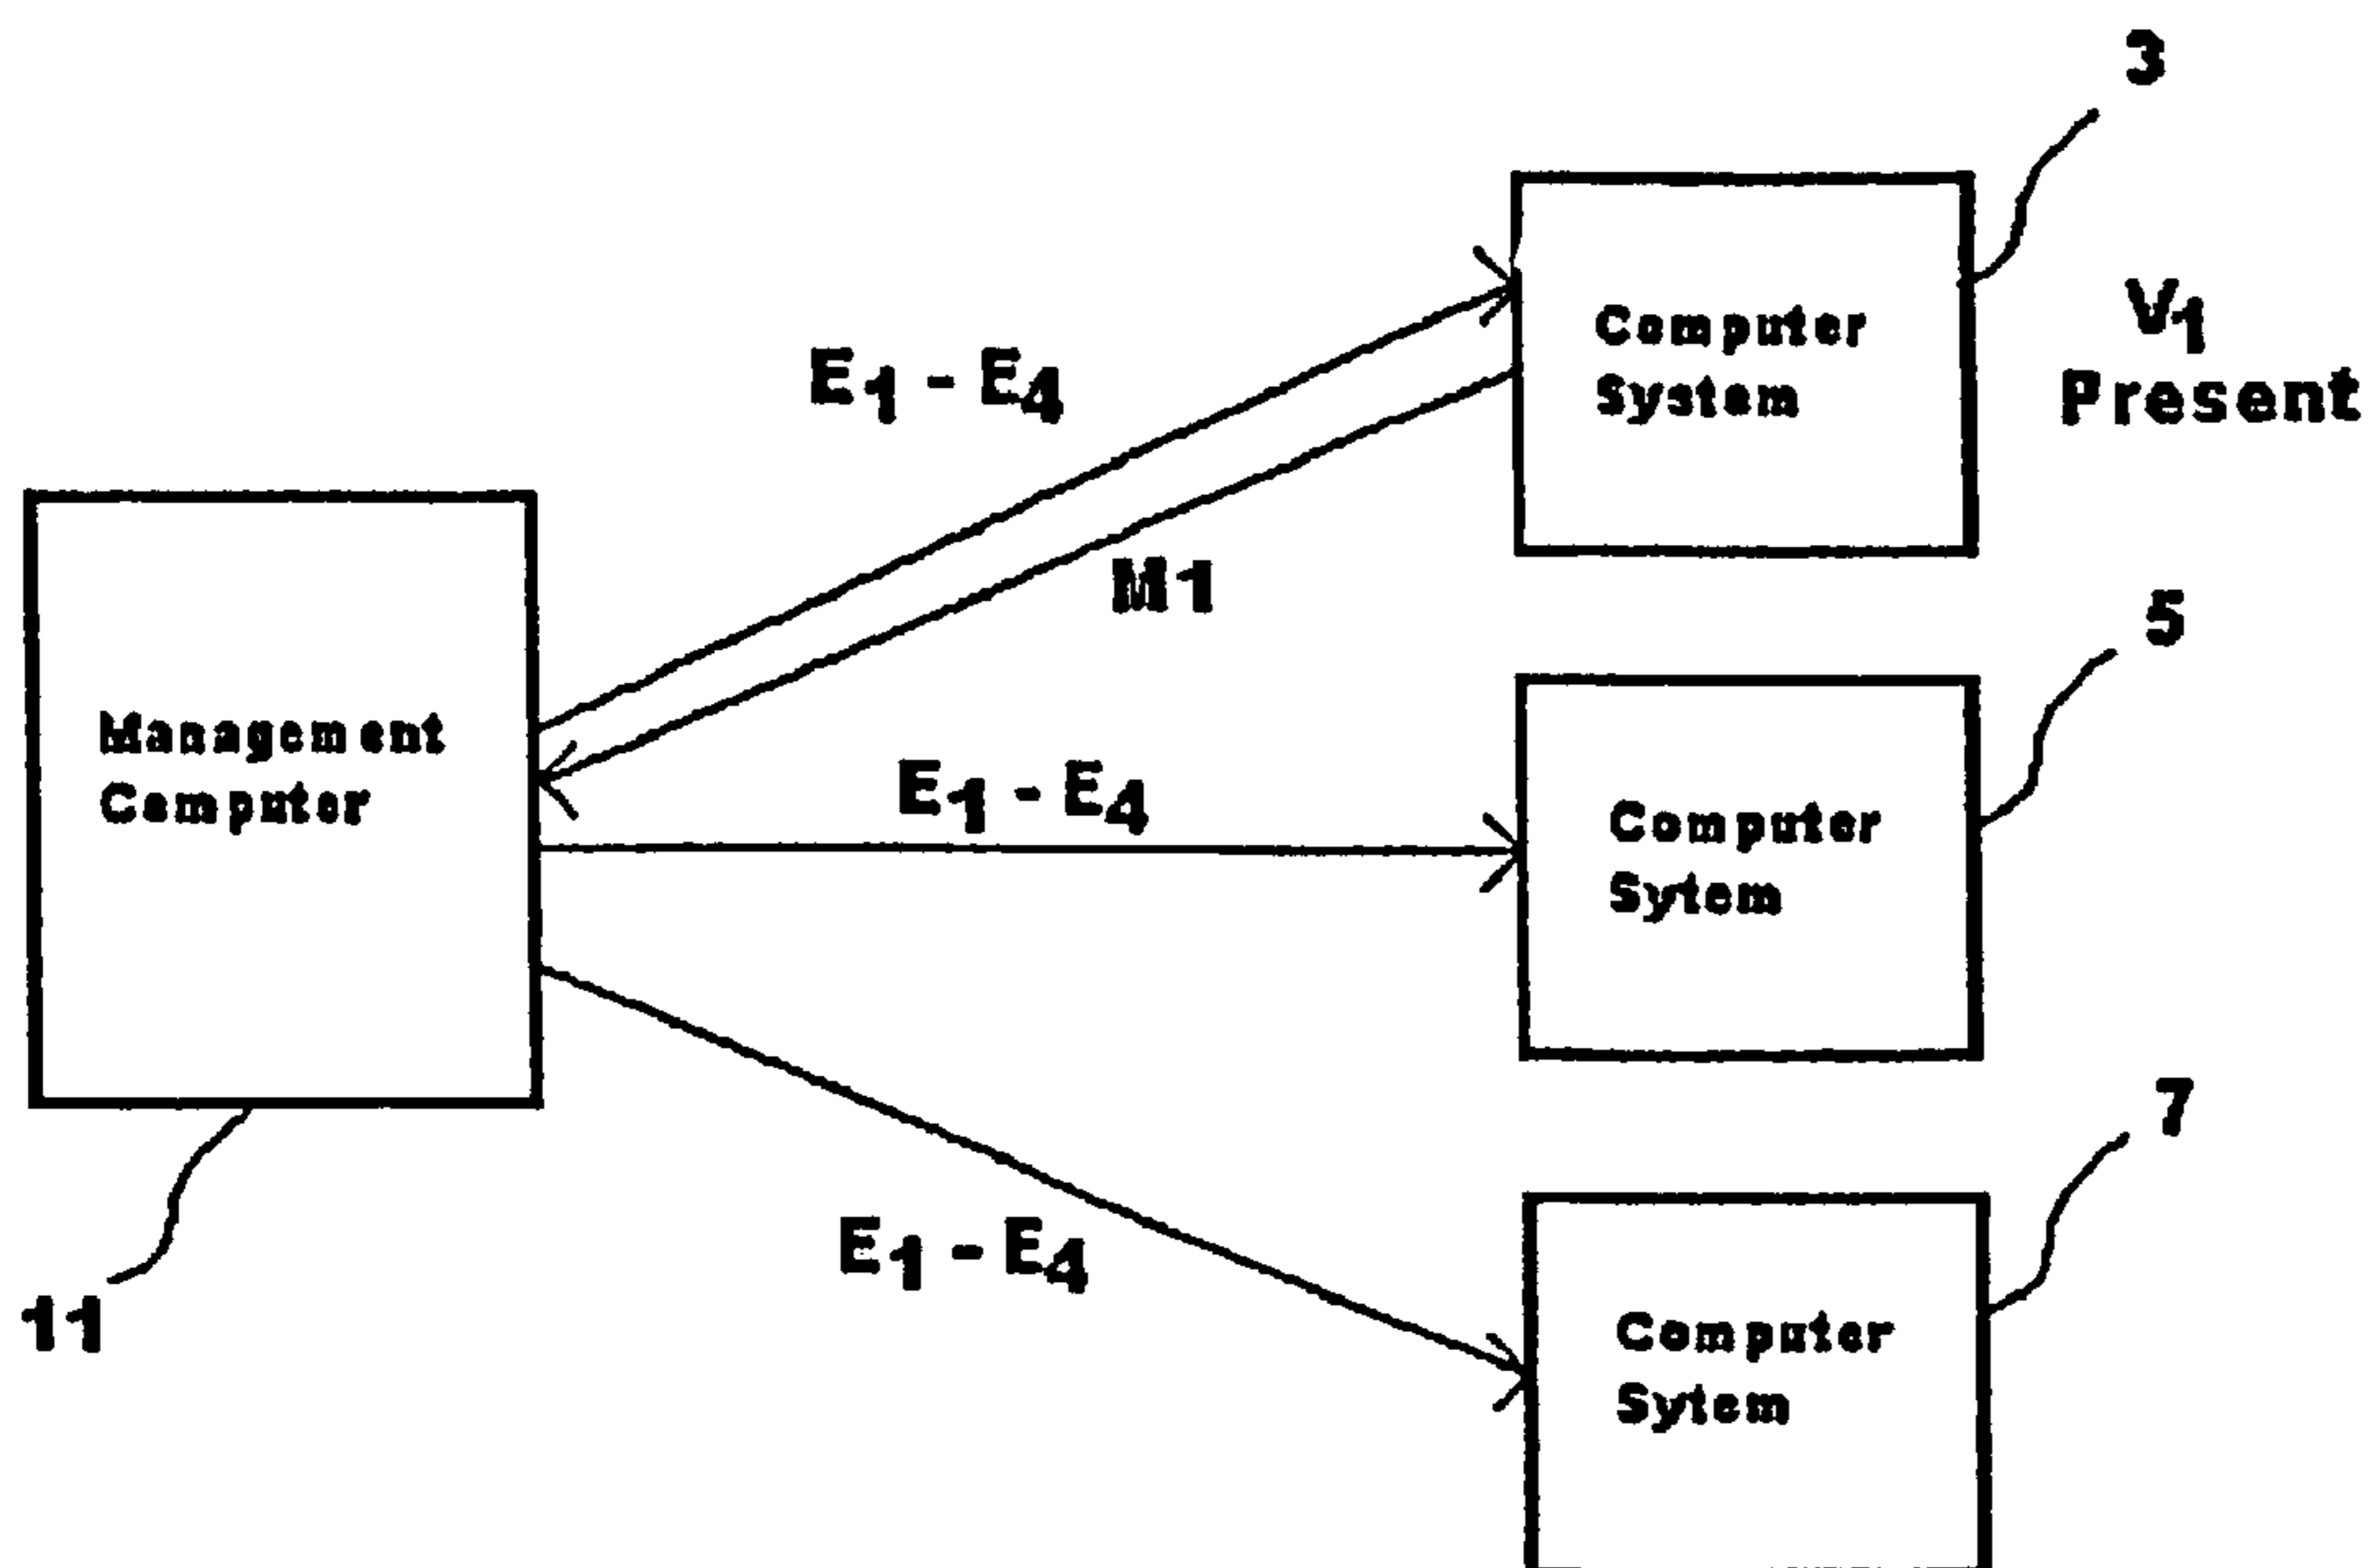 3
Computer
System
V1
Present
E1 - E4
M1
5
Management
Computer
E1 - E4
Computer
Sytem
7
E1 - E4
11
Computer
Sytem